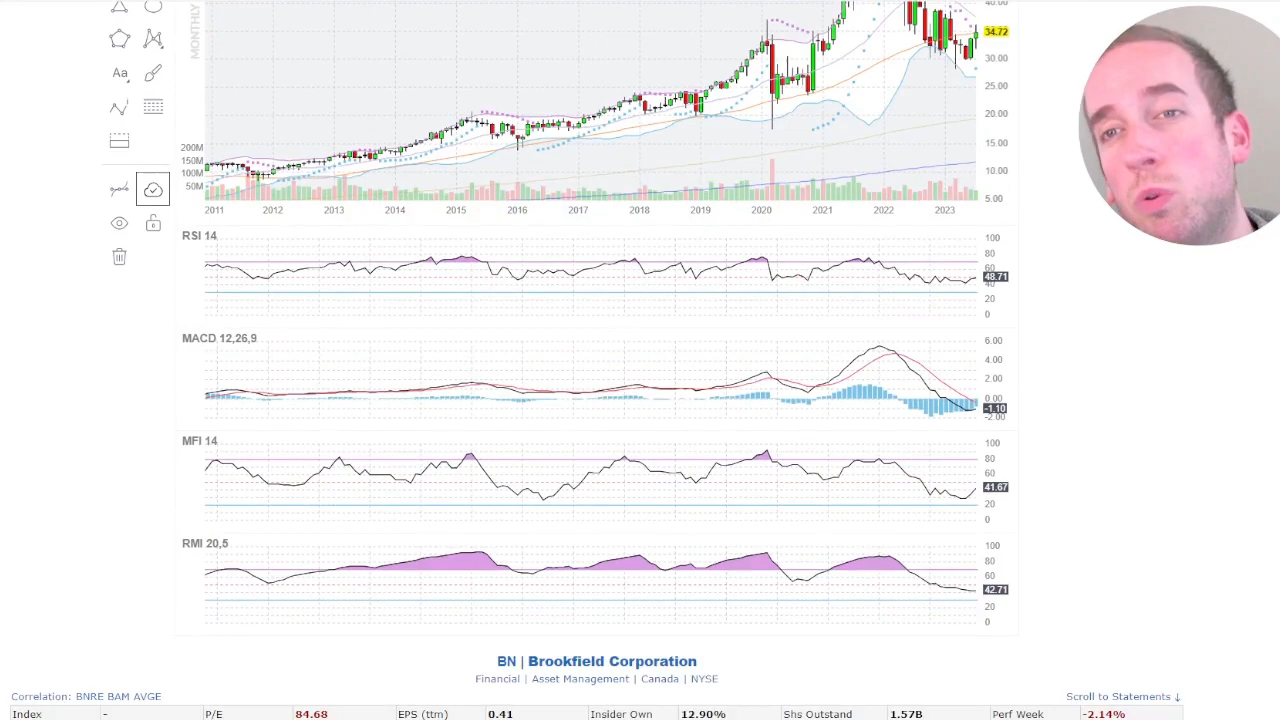 MONTHLY
40.00
34.72
30.00
25.00
20.00
15.00
10.00
5.00
Aa
200M
150M
100M
50M
2011 2012 2013 2014 2015 2016 2017 2018 2019 2020 2021 2022 2023
RSI 14
100
80
60
48.71
40
20
0
MACD 12,26,9
6.00
4.00
2.00
0.00
-1.10
-2.00
MFI 14
100
80
60
41.67
20
0
RMI 20,5
100
80
60
42.71
20
0
BN | Brookfield Corporation
Financial | Asset Management | Canada | NYSE
Correlation: BNRE BAM AVGE Scroll to Statements ↓
Index - P/E 84.68 EPS (ttm) 0.41 Insider Own 12.90% Shs Outstand 1.57B Perf Week -2.14%